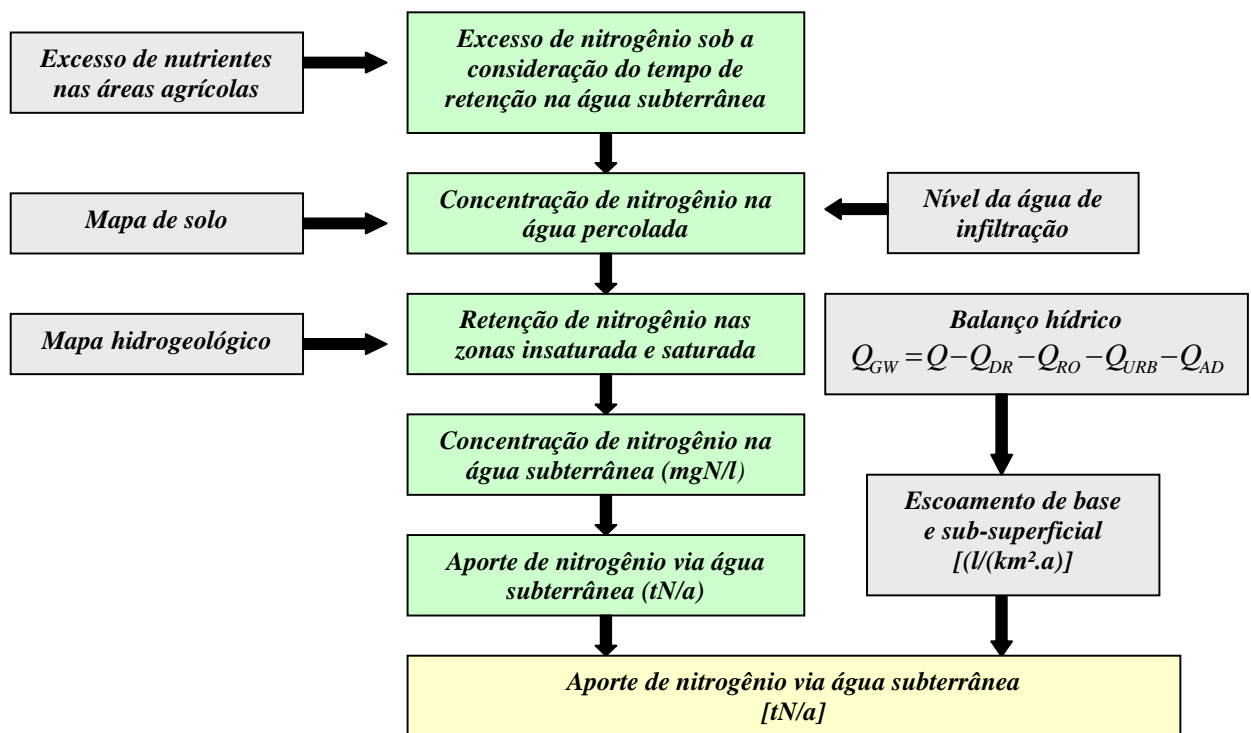 Excesso de nutrientes
nas áreas agrícolas
Excesso de nitrogênio sob a
consideração do tempo de
retenção na água subterrânea
Mapa de solo
Concentração de nitrogênio na
água percolada
Nível da água de
infiltração
Mapa hidrogeológico
Retenção de nitrogênio nas
zonas insaturada e saturada
Balanço hídrico
Q_GW = Q − Q_DR − Q_RO − Q_URB − Q_AD
Concentração de nitrogênio na
água subterrânea (mgN/l)
Escoamento de base
e sub-superficial
[(l/(km².a)]
Aporte de nitrogênio via água
subterrânea (tN/a)
Aporte de nitrogênio via água subterrânea
[tN/a]